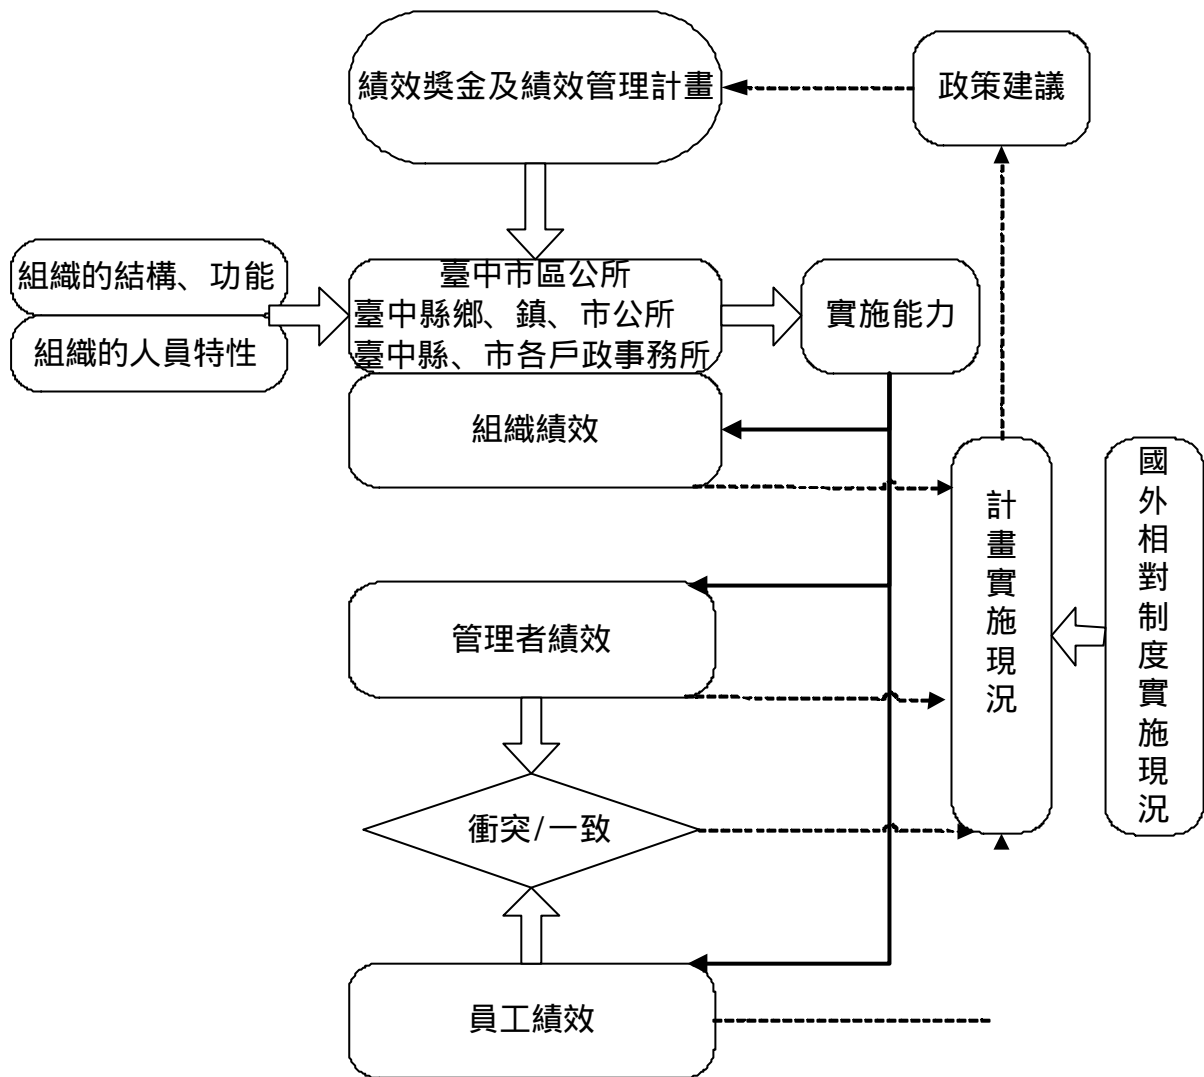 績效獎金及績效管理計畫
政策建議
組織的結構、功能
組織的人員特性
臺中市區公所
臺中縣鄉、鎮、市公所
臺中縣、市各戶政事務所
實施能力
組織績效
管理者績效
衝突/一致
員工績效
計畫實施現況
國外相對制度實施現況